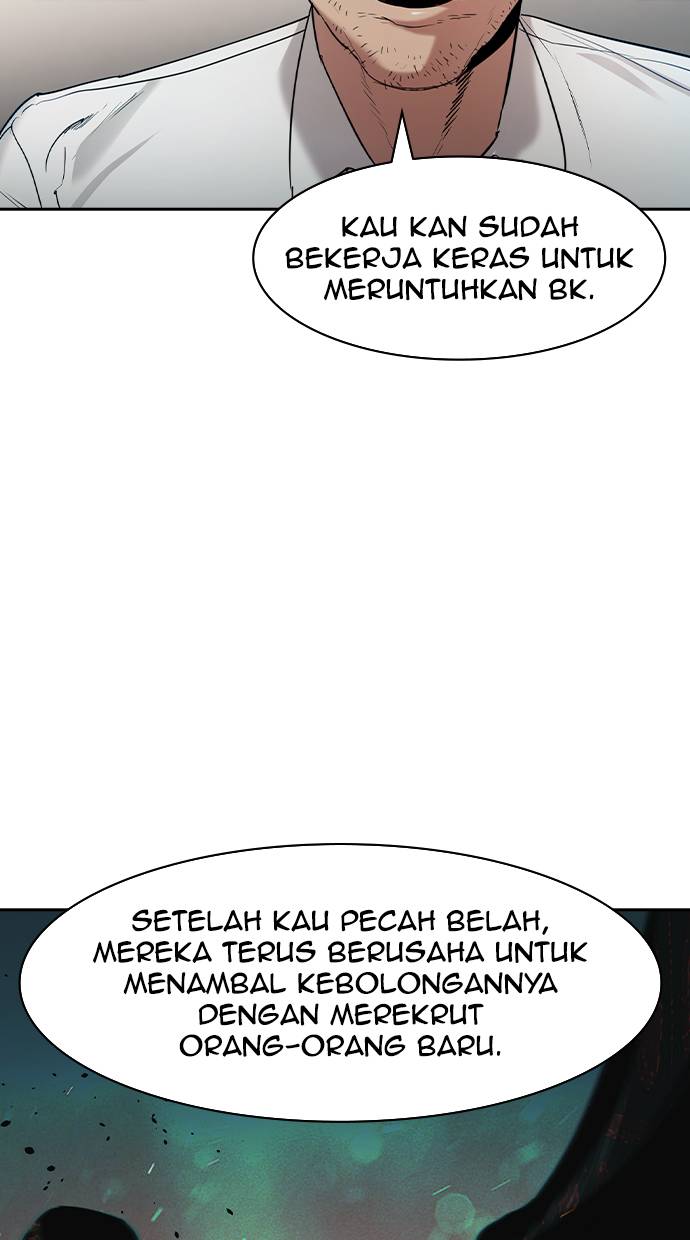 KAU KAN SUDAH
BEKERJA KERAS UNTUK
MERUNTUHKAN BK.
SETELAH KAU PECAH BELAH,
MEREKA TERUS BERUSAHA UNTUK
MENAMBAL KEBOLONGANNYA
DENGAN MEREKRUT
ORANG-ORANG BARU.